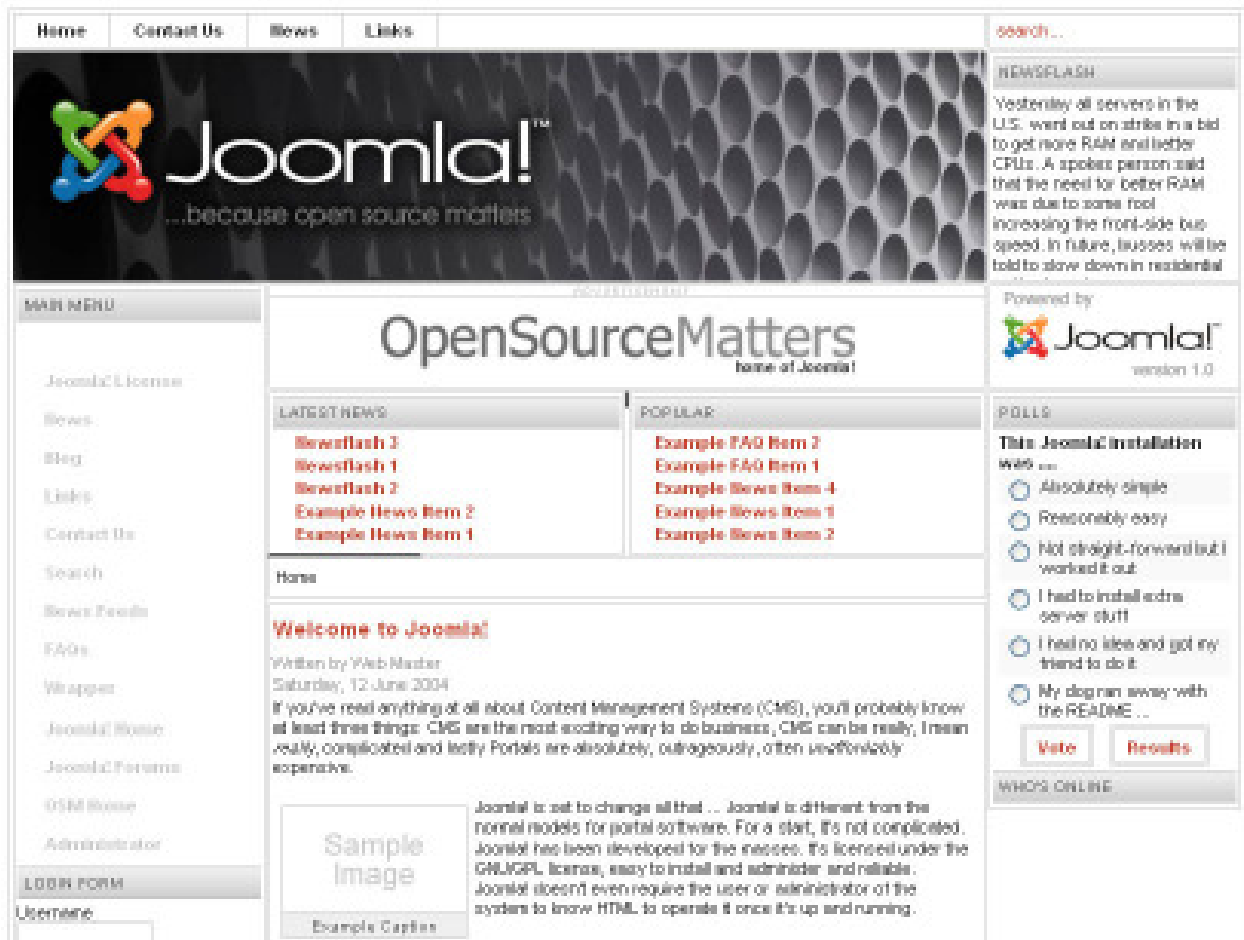 Home Contact Us News Links
search...
Joomla!™
...because open source matters
NEWSFLASH
Yesterday all servers in the
U.S. went out on strike in a bid
to get more RAM and better
CPUs. A spokes person said
that the need for better RAM
was due to some fool
increasing the front-side bus
speed. In future, busses will be
told to slow down in residential
MAIN MENU
Joomla! License
News
Blog
Links
Contact Us
Search
News Feeds
FAQs
Wrapper
Joomla! Home
Joomla! Forums
OSM Home
Administrator
LOGIN FORM
Username
ADVERTISEMENT
OpenSourceMatters
home of Joomla!
LATEST NEWS
Newsflash 3
Newsflash 1
Newsflash 2
Example News Item 2
Example News Item 1
POPULAR
Example FAQ Item 2
Example FAQ Item 1
Example News Item 4
Example News Item 1
Example News Item 2
Home
Welcome to Joomla!
Written by Web Master
Saturday, 12 June 2004
If you've read anything at all about Content Management Systems (CMS), you'll probably know
at least three things: CMS are the most exciting way to do business, CMS can be really, I mean
really, complicated and lastly Portals are absolutely, outrageously, often unaffordably
expensive.
Sample
Image
Example Caption
Joomla! is set to change all that ... Joomla! is different from the
normal models for portal software. For a start, it's not complicated.
Joomla! has been developed for the masses. It's licensed under the
GNU/GPL license, easy to install and administer and reliable.
Joomla! doesn't even require the user or administrator of the
system to know HTML to operate it once it's up and running.
Powered by
Joomla!™
version 1.0
POLLS
This Joomla! installation
was ...
Absolutely simple
Reasonably easy
Not straight-forward but I
worked it out
I had to install extra
server stuff
I had no idea and got my
friend to do it
My dog ran away with
the README ...
Vote Results
WHO'S ONLINE